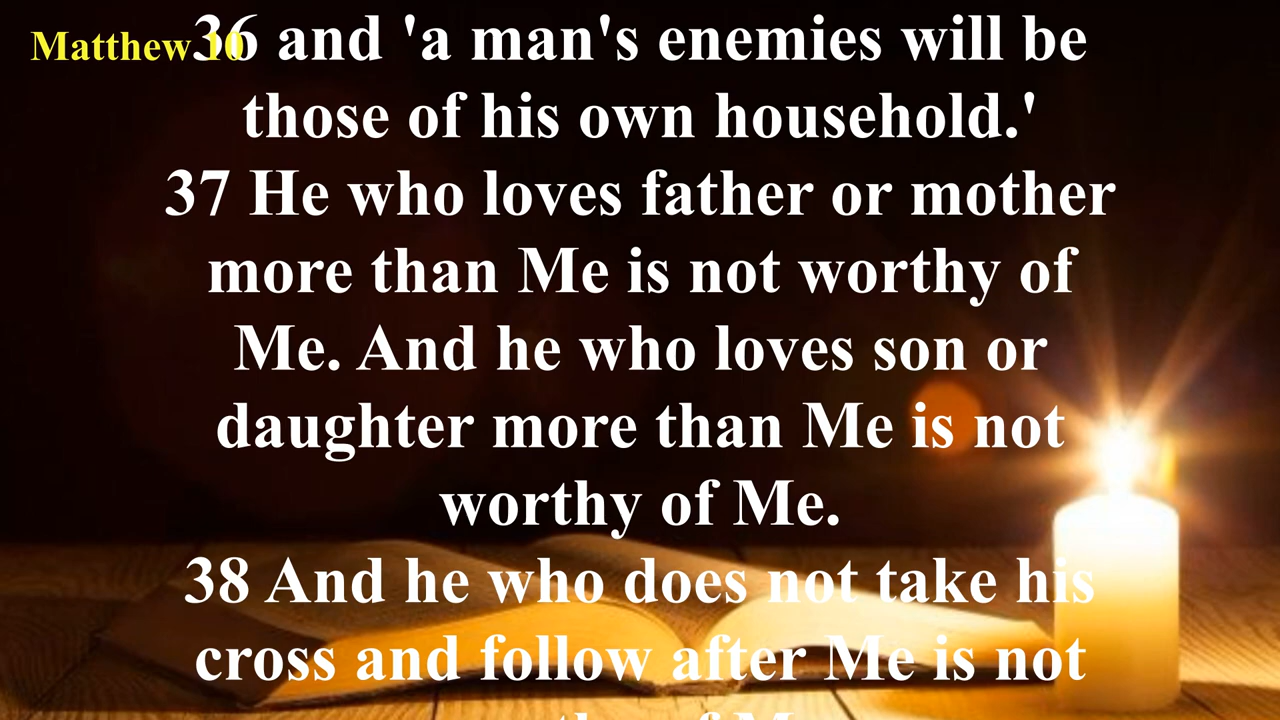 Matthew 10
36 and 'a man's enemies will be
those of his own household.'
37 He who loves father or mother
more than Me is not worthy of
Me. And he who loves son or
daughter more than Me is not
worthy of Me.
38 And he who does not take his
cross and follow after Me is not